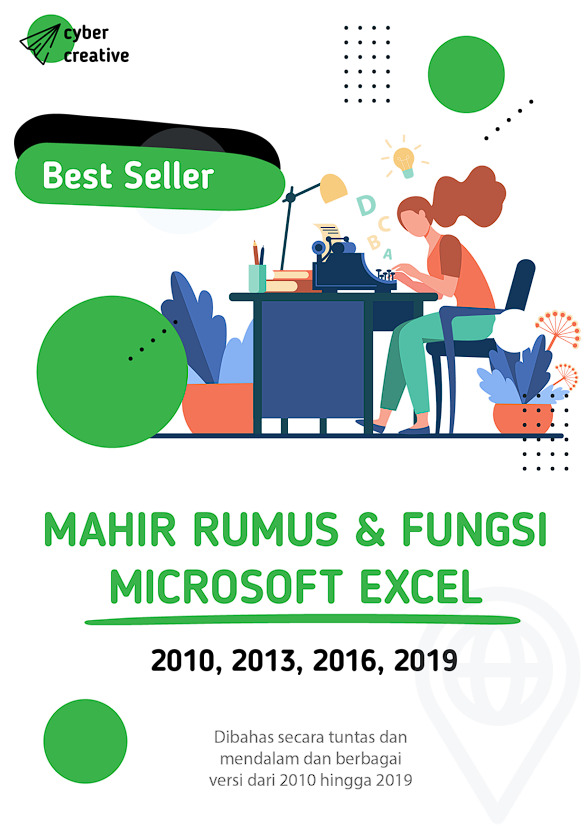 cyber
creative
Best Seller
D
C
B
A
MAHIR RUMUS & FUNGSI
MICROSOFT EXCEL
2010, 2013, 2016, 2019
Dibahas secara tuntas dan
mendalam dan berbagai
versi dari 2010 hingga 2019